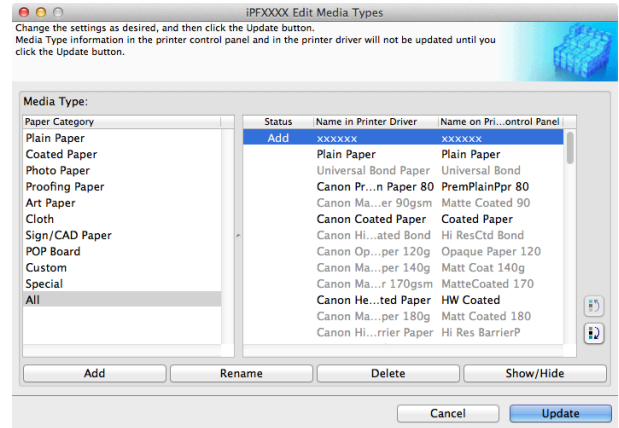 iPFXXXX Edit Media Types
Change the settings as desired, and then click the Update button.
Media Type information in the printer control panel and in the printer driver will not be updated until you
click the Update button.
Media Type:
Paper Category
Plain Paper
Coated Paper
Photo Paper
Proofing Paper
Art Paper
Cloth
Sign/CAD Paper
POP Board
Custom
Special
All
Status Name in Printer Driver Name on Pri...ontrol Panel
Add xxxxxx xxxxxx
Plain Paper Plain Paper
Universal Bond Paper Universal Bond
Canon Pr...n Paper 80 PremPlainPpr 80
Canon Ma...er 90gsm Matte Coated 90
Canon Coated Paper Coated Paper
Canon Hi...ated Bond Hi ResCtd Bond
Canon Op...per 120g Opaque Paper 120
Canon Ma...per 140g Matt Coat 140g
Canon Ma...r 170gsm MatteCoated 170
Canon He...ted Paper HW Coated
Canon Ma...per 180g Matt Coated 180
Canon Hi...rrier Paper Hi Res BarrierP
Add Rename Delete Show/Hide
Cancel Update